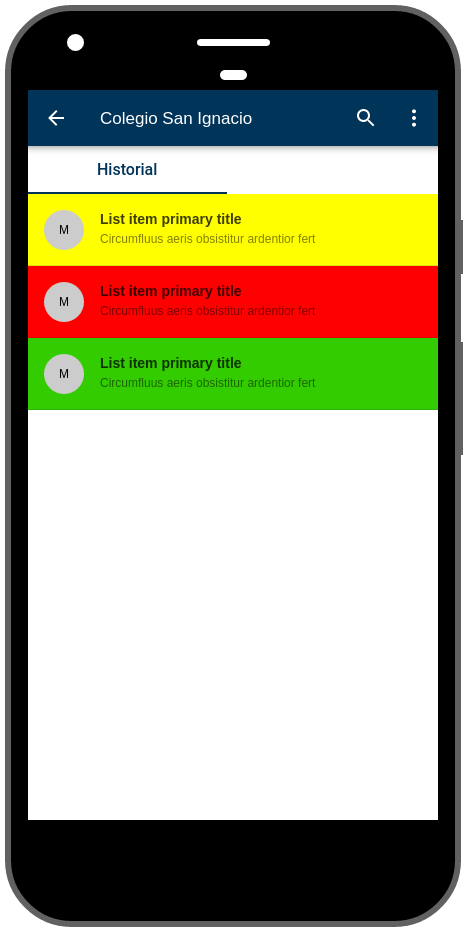 Colegio San Ignacio
Historial
M
List item primary title
Circumfluus aeris obsistitur ardentior fert
M
List item primary title
Circumfluus aeris obsistitur ardentior fert
M
List item primary title
Circumfluus aeris obsistitur ardentior fert